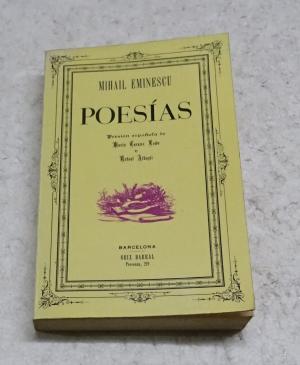 MIHAIL EMINESCU
POESÍAS
Versión española de
María Teresa León
y
Rafael Alberti
BARCELONA
SEIX BARRAL
Provenza, 219